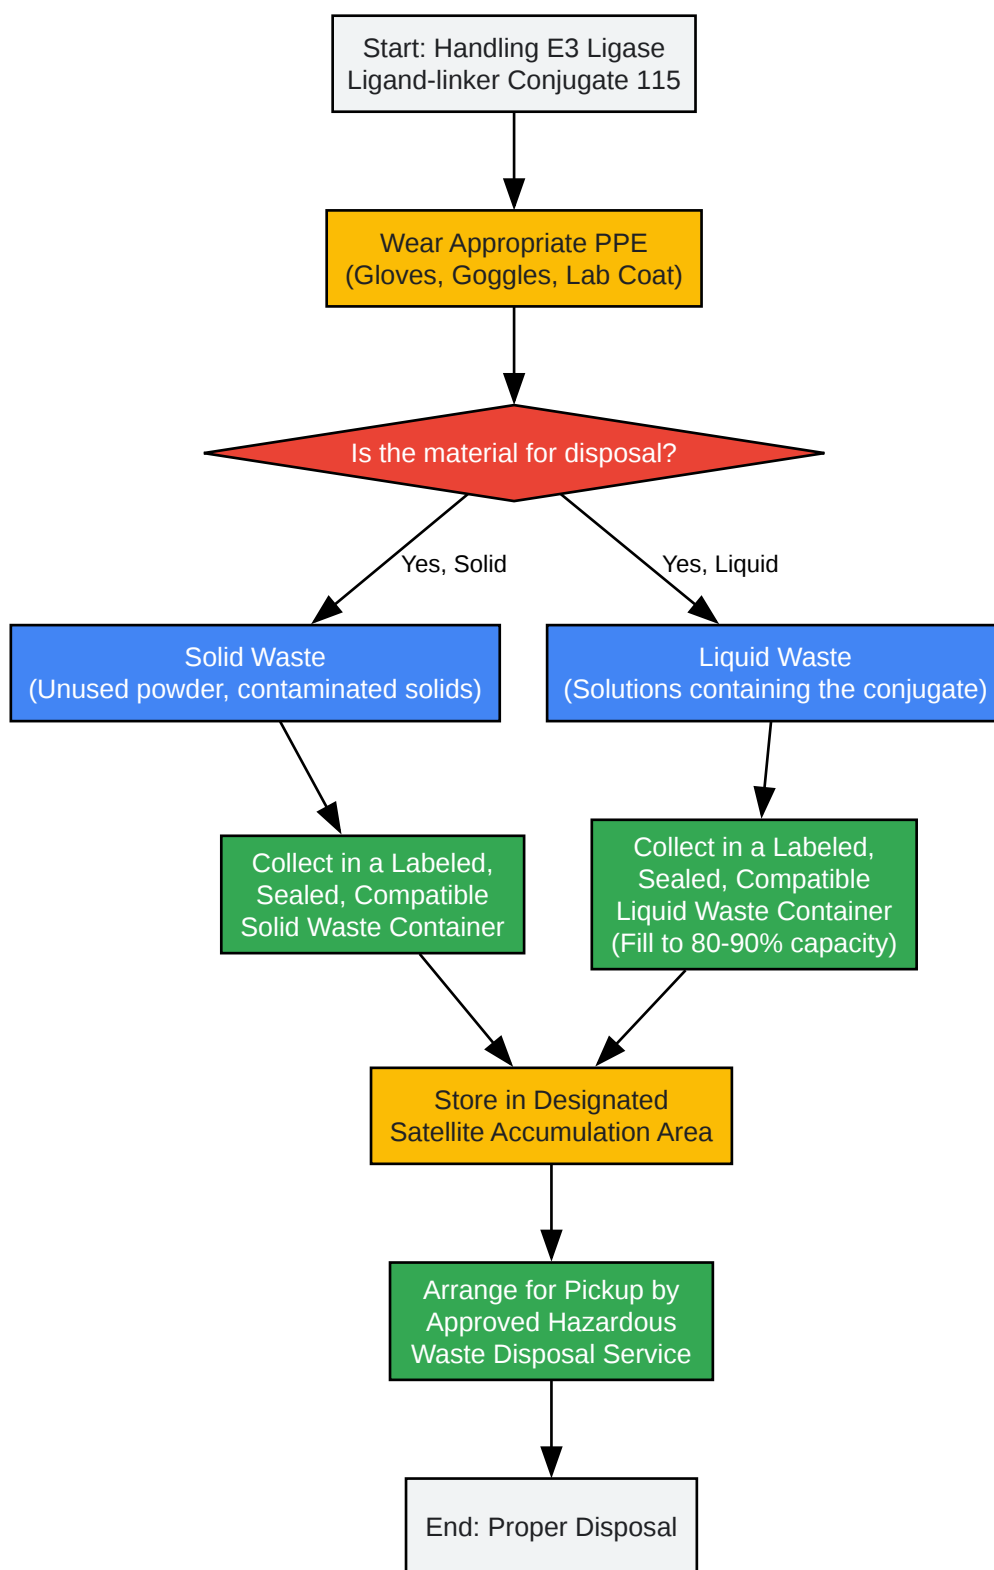 Start: Handling E3 Ligase
Ligand-linker Conjugate 115
Wear Appropriate PPE
(Gloves, Goggles, Lab Coat)
Is the material for disposal?
Yes, Solid
Yes, Liquid
Solid Waste
(Unused powder, contaminated solids)
Liquid Waste
(Solutions containing the conjugate)
Collect in a Labeled,
Sealed, Compatible
Solid Waste Container
Collect in a Labeled,
Sealed, Compatible
Liquid Waste Container
(Fill to 80-90% capacity)
Store in Designated
Satellite Accumulation Area
Arrange for Pickup by
Approved Hazardous
Waste Disposal Service
End: Proper Disposal